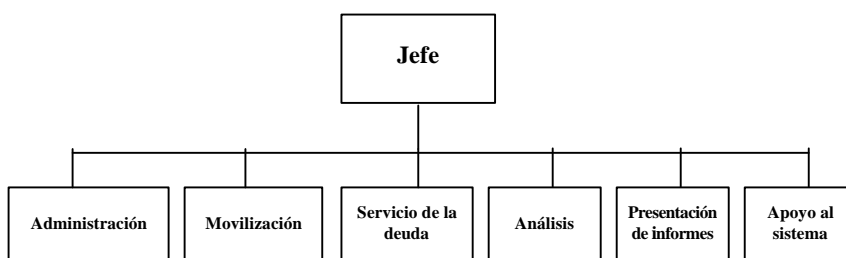 Jefe
Administración
Movilización
Servicio de la
deuda
Análisis
Presentación
de informes
Apoyo al
sistema